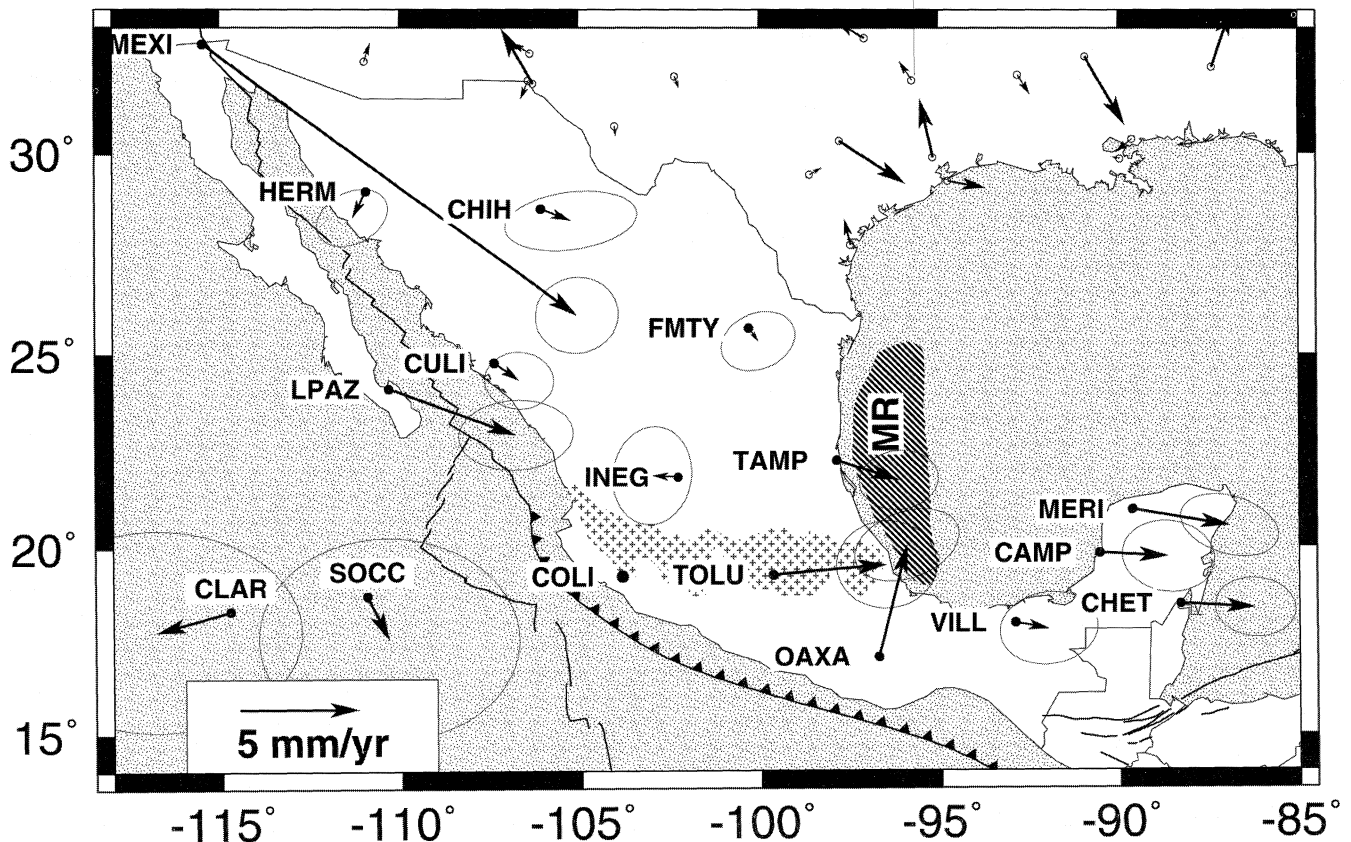 MEXI
30°
HERM
CHIH
FMTY
25°
CULI
LPAZ
MR
TAMP
INEG
MERI
20°
CAMP
CLAR
SOCC
COLI
TOLU
CHET
VILL
OAXA
5 mm/yr
15°
-115°
-110°
-105°
-100°
-95°
-90°
-85°